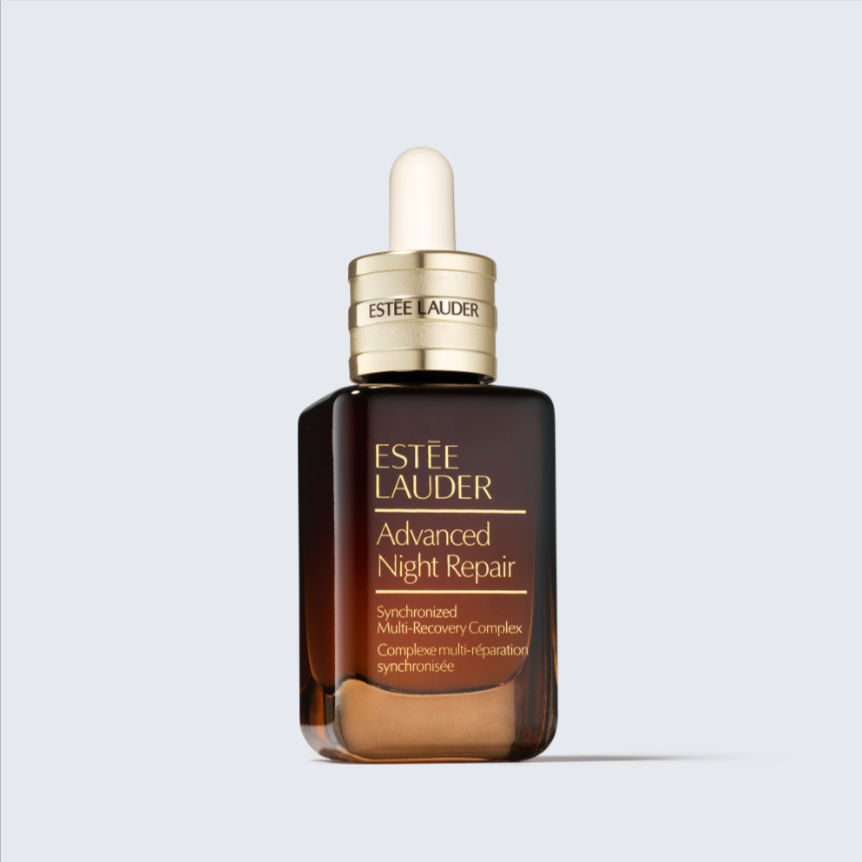 ESTĒE LAUDER
ESTĒE
LAUDER
Advanced
Night Repair
Synchronized
Multi-Recovery Complex
Complexe multi-réparation
synchronisée